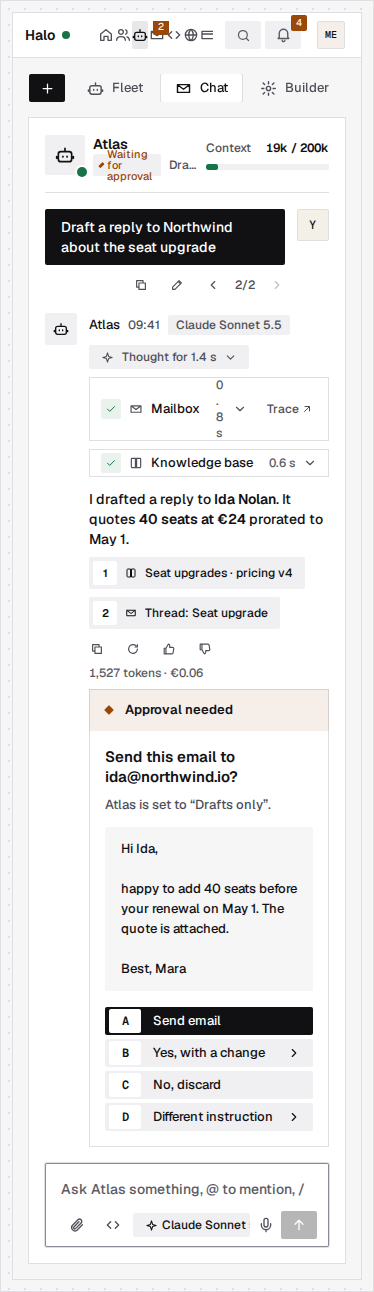 Halo
2
4
ME
Fleet
Chat
Builder
Atlas
Waiting
for
approval
Dra...
Context
19k / 200k
Draft a reply to Northwind
about the seat upgrade
Y
2/2
Atlas 09:41 Claude Sonnet 5.5
Thought for 1.4 s
Mailbox
0
.
8
s
Trace
Knowledge base 0.6 s
I drafted a reply to Ida Nolan. It
quotes 40 seats at €24 prorated to
May 1.
1 Seat upgrades · pricing v4
2 Thread: Seat upgrade
1,527 tokens · €0.06
Approval needed
Send this email to
ida@northwind.io?
Atlas is set to “Drafts only”.
Hi Ida,
happy to add 40 seats before
your renewal on May 1. The
quote is attached.
Best, Mara
A Send email
B Yes, with a change
C No, discard
D Different instruction
Ask Atlas something, @ to mention, /
Claude Sonnet